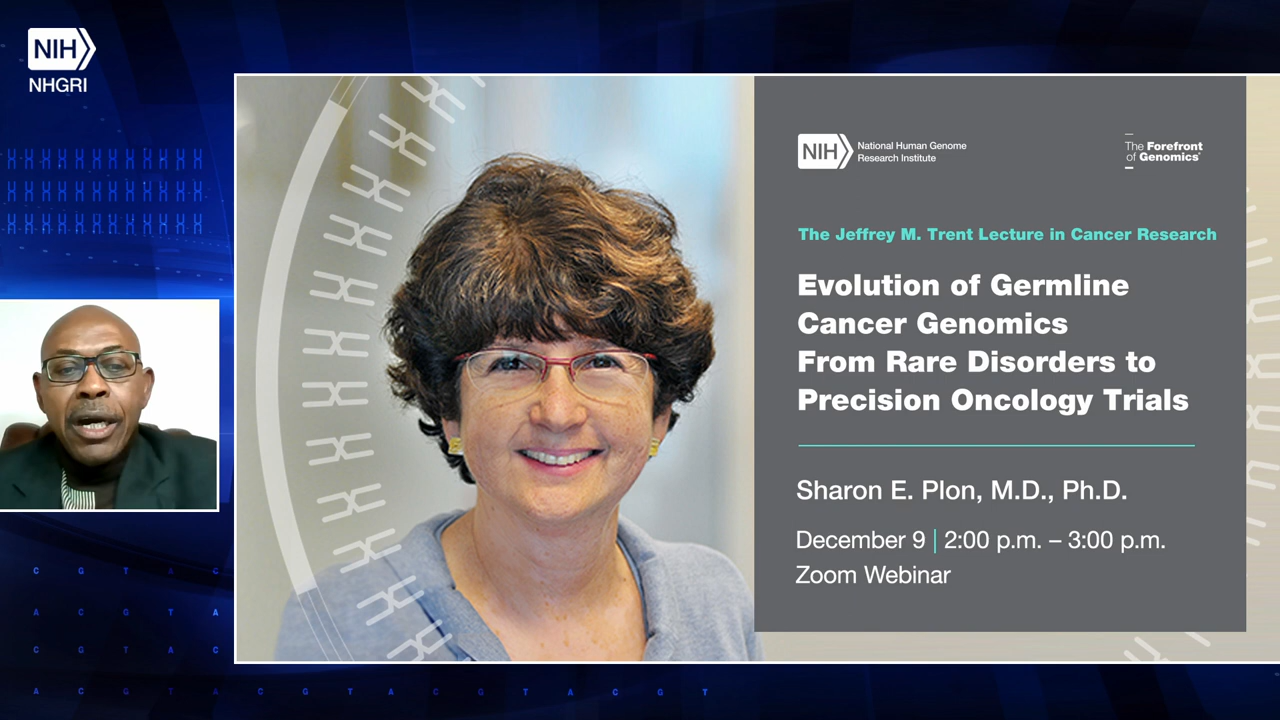 NIH
NHGRI
NIH National Human Genome
Research Institute
The Forefront
of Genomics®
The Jeffrey M. Trent Lecture in Cancer Research
Evolution of Germline
Cancer Genomics
From Rare Disorders to
Precision Oncology Trials
Sharon E. Plon, M.D., Ph.D.
December 9 | 2:00 p.m. – 3:00 p.m.
Zoom Webinar
C G T A C
A C G T A
C G T A C
A C G T A C G T A C G T A C G T